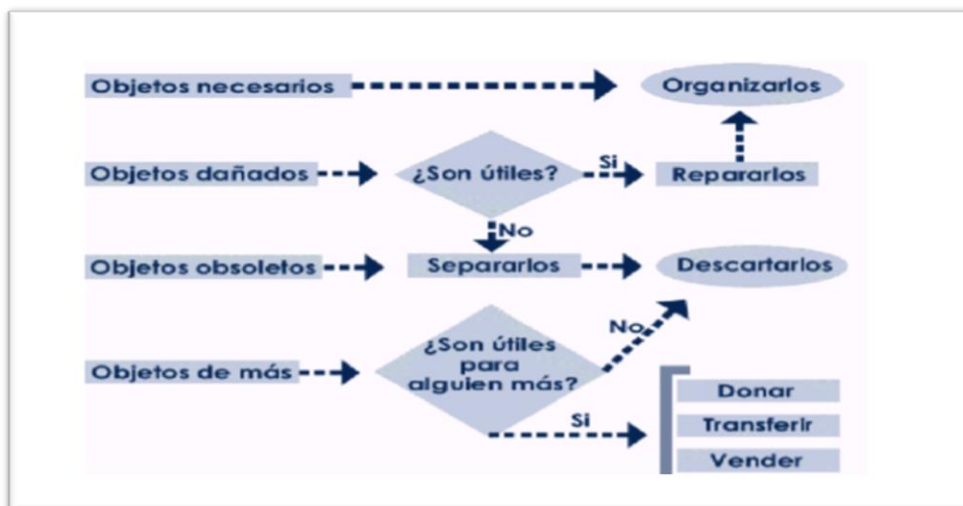 Objetos necesarios
Organizarlos
Objetos dañados
¿Son útiles?
Si
Repararlos
No
Objetos obsoletos
Separarlos
Descartarlos
Objetos de más
¿Son útiles
para
alguien más?
No
Si
Donar
Transferir
Vender